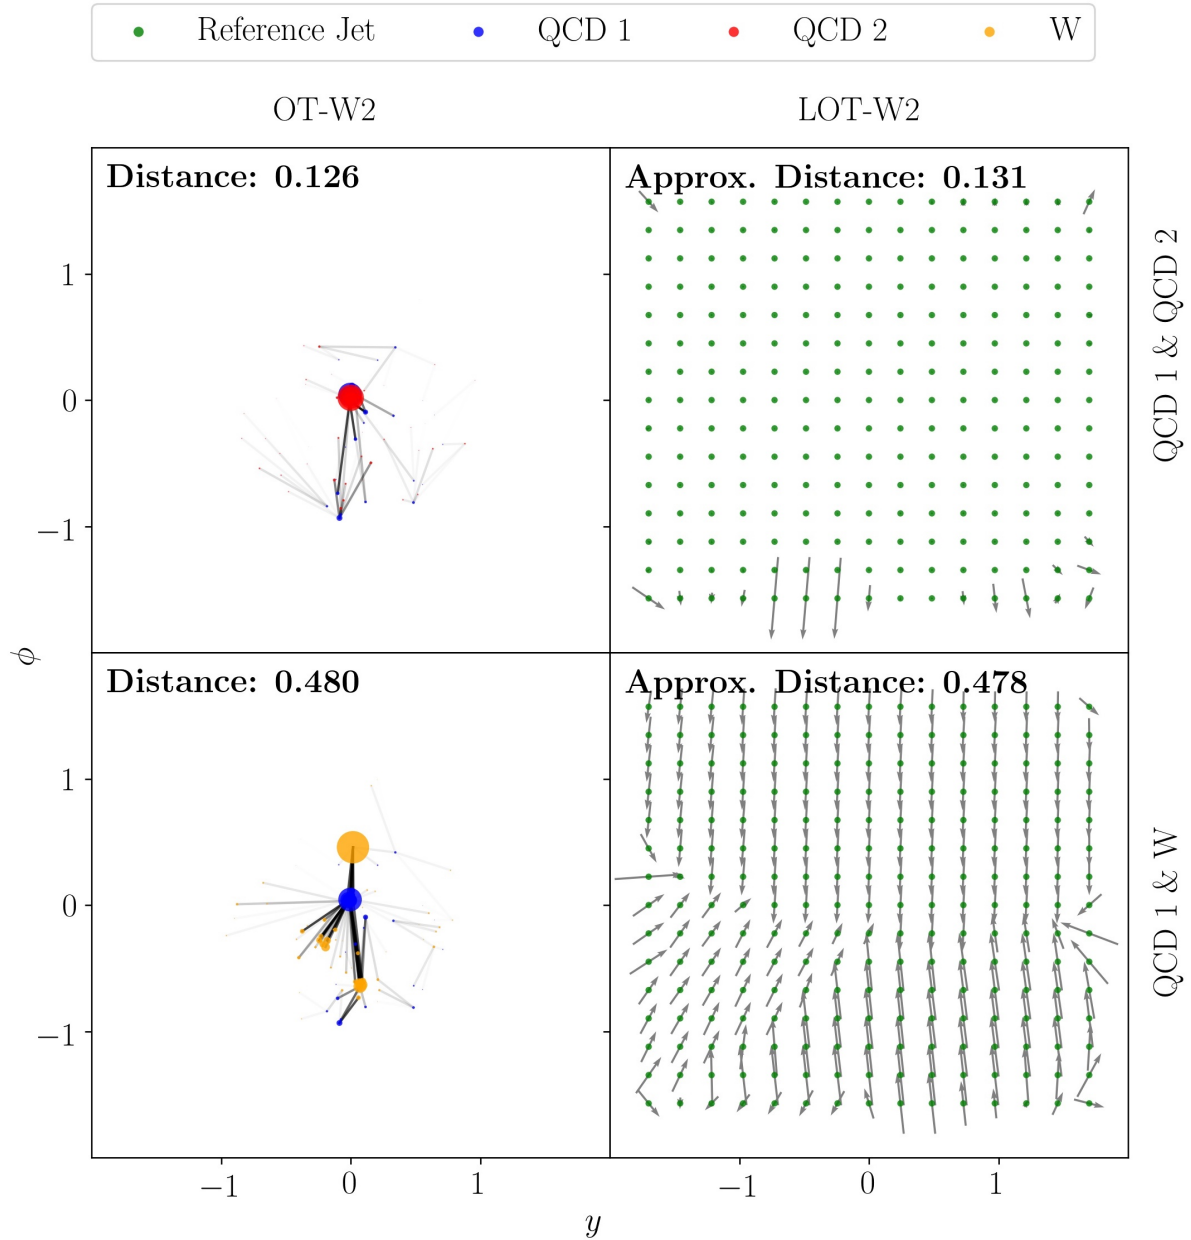 Reference Jet QCD 1 QCD 2 W
OT-W2 LOT-W2
Distance: 0.126
Approx. Distance: 0.131
QCD 1 & QCD 2
1
0
−1
ϕ
Distance: 0.480
Approx. Distance: 0.478
QCD 1 & W
1
0
−1
−1 0 1 −1 0 1
y